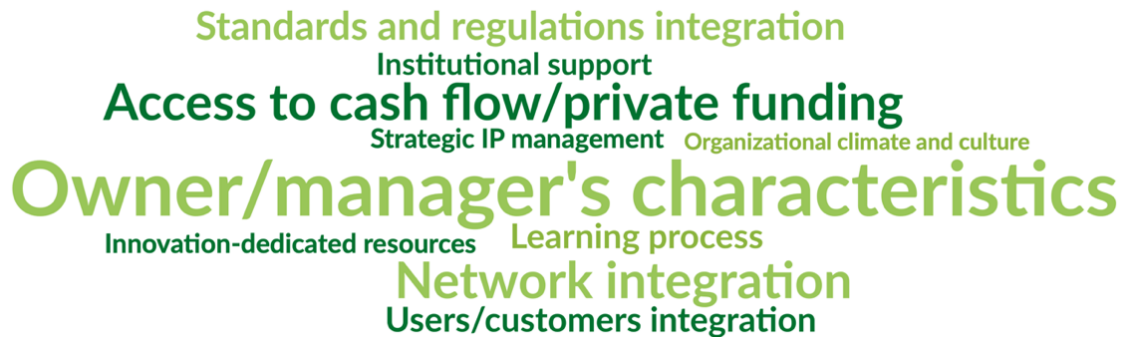 Standards and regulations integration
Institutional support
Access to cash flow/private funding
Strategic IP management
Organizational climate and culture
Owner/manager's characteristics
Innovation-dedicated resources
Learning process
Network integration
Users/customers integration